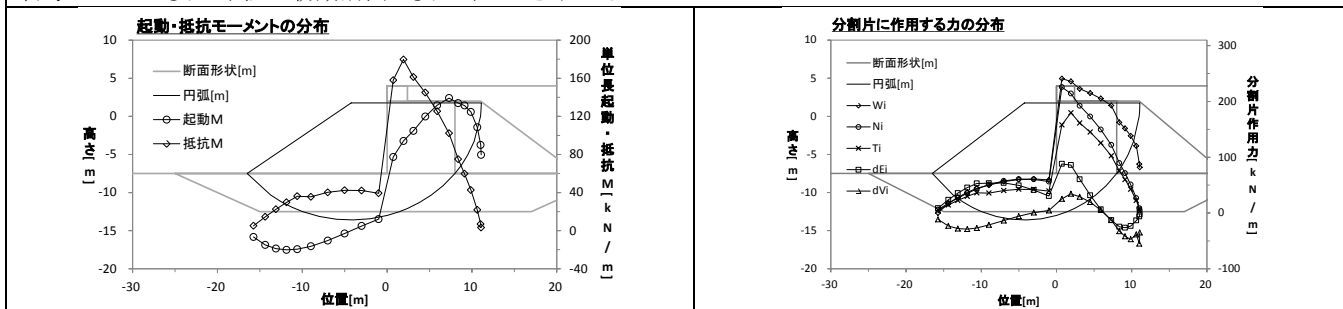 起動・抵抗モーメントの分布
10
5
0
-5
-10
-15
-20
高さ[m]
断面形状[m]
円弧[m]
起動M
抵抗M
200
160
120
80
40
0
-40
単位長起動・抵抗M[kN/m]
-30
-20
-10
0
10
20
位置[m]
分割片に作用する力の分布
10
5
0
-5
-10
-15
-20
高さ[m]
断面形状[m]
円弧[m]
Wi
Ni
Ti
dEi
dVi
300
200
100
0
-100
分割片作用力[kN/m]
-30
-20
-10
0
10
20
位置[m]